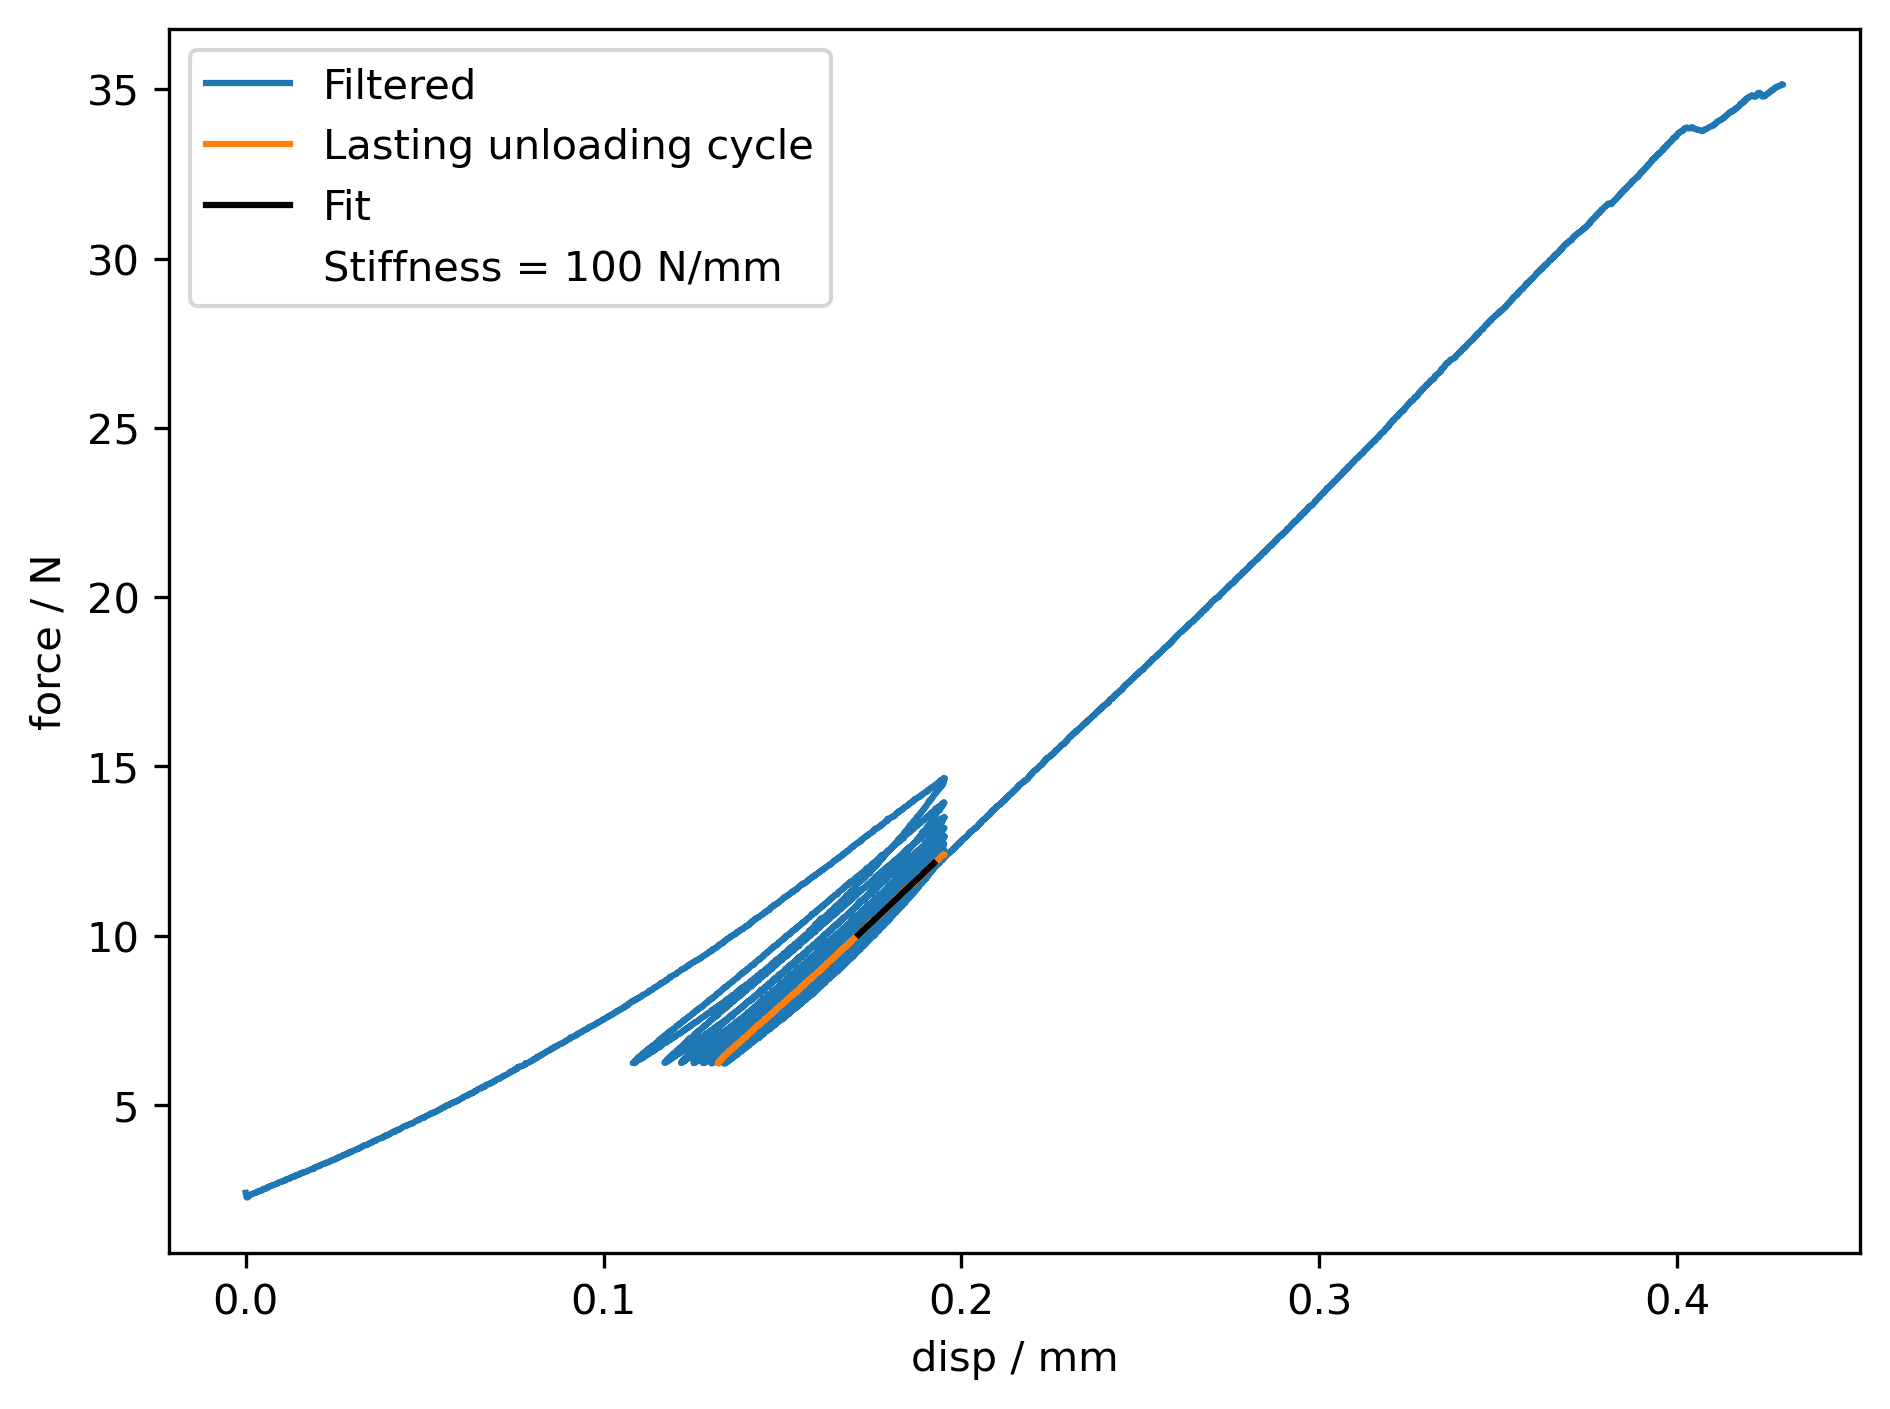 Filtered
Lasting unloading cycle
Fit
Stiffness = 100 N/mm
35
30
25
20
15
10
5
force / N
0.0 0.1 0.2 0.3 0.4
disp / mm